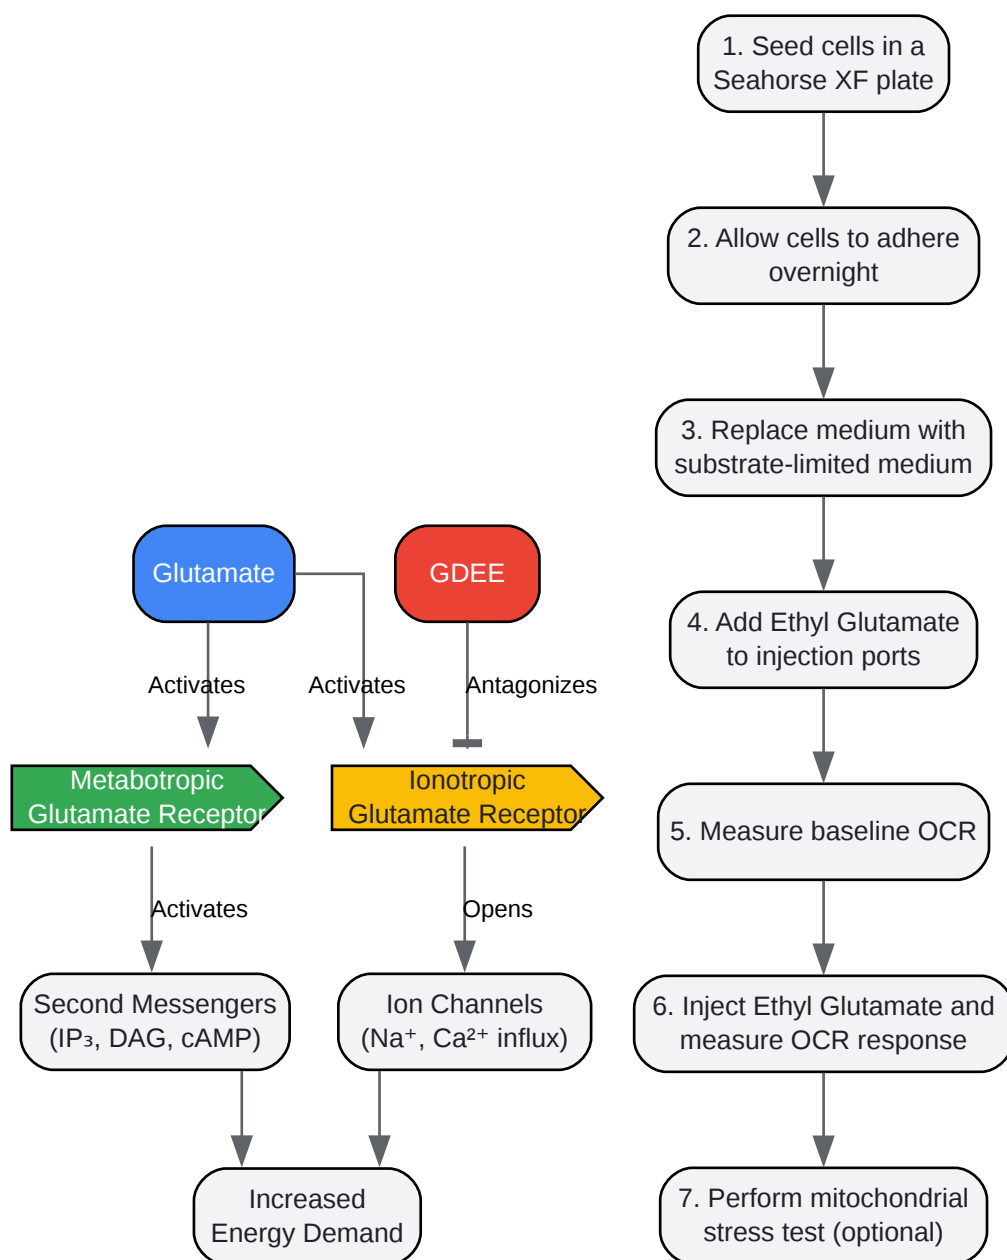 1. Seed cells in a
Seahorse XF plate
2. Allow cells to adhere
overnight
3. Replace medium with
substrate-limited medium
4. Add Ethyl Glutamate
to injection ports
5. Measure baseline OCR
6. Inject Ethyl Glutamate and
measure OCR response
7. Perform mitochondrial
stress test (optional)
Glutamate
GDEE
Activates
Activates
Antagonizes
Metabotropic
Glutamate Receptor
Ionotropic
Glutamate Receptor
Activates
Opens
Second Messengers
(IP₃, DAG, cAMP)
Ion Channels
(Na⁺, Ca²⁺ influx)
Increased
Energy Demand